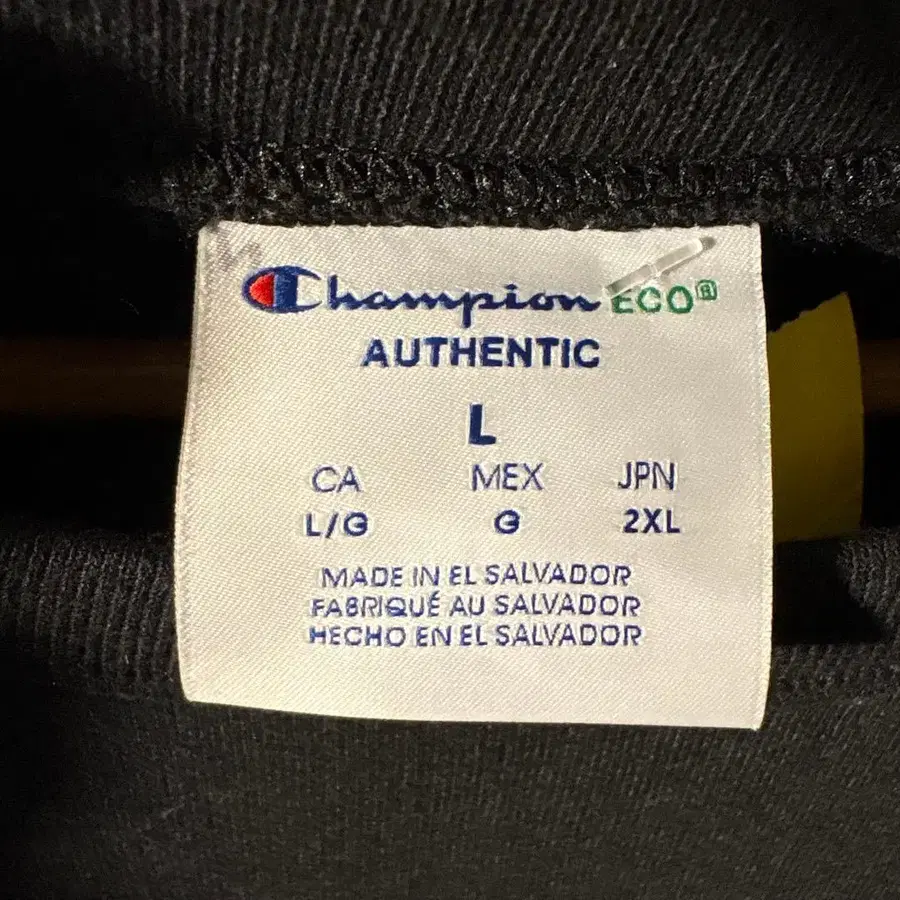 Champion ECO®
AUTHENTIC
L
CA MEX JPN
L/G G 2XL
MADE IN EL SALVADOR
FABRIQUÉ AU SALVADOR
HECHO EN EL SALVADOR